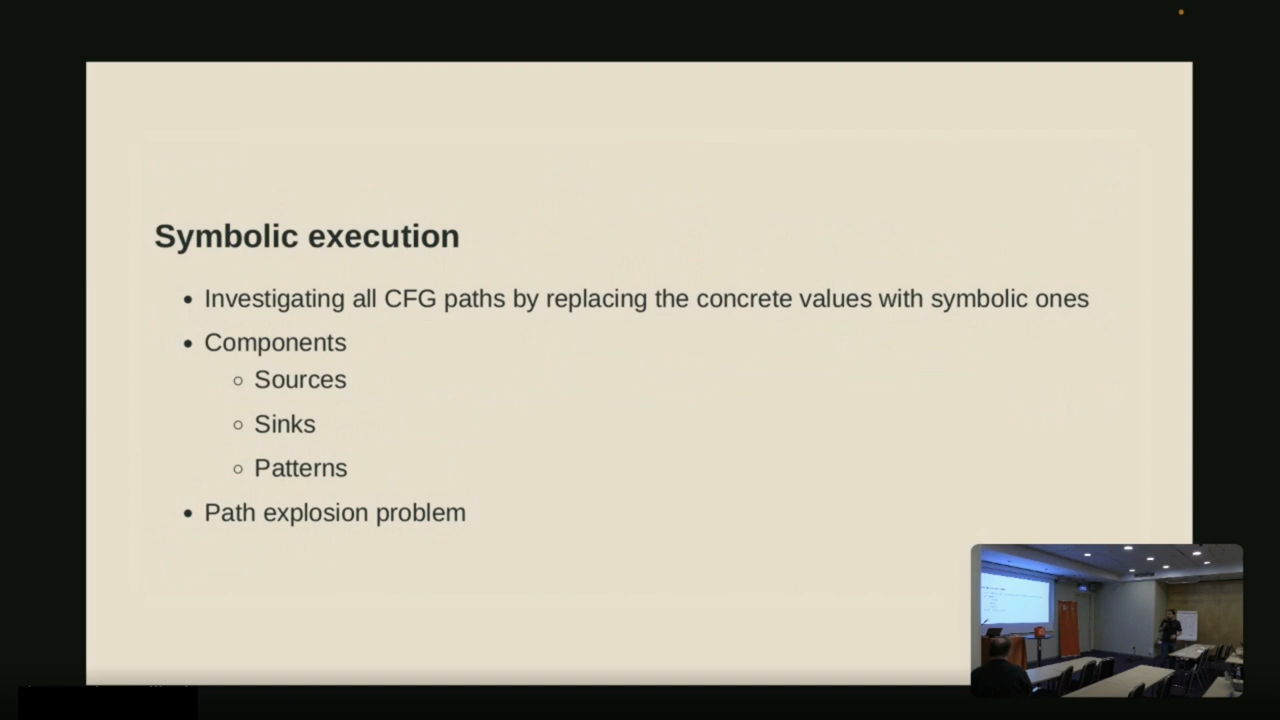 Symbolic execution
Investigating all CFG paths by replacing the concrete values with symbolic ones
Components
Sources
Sinks
Patterns
Path explosion problem